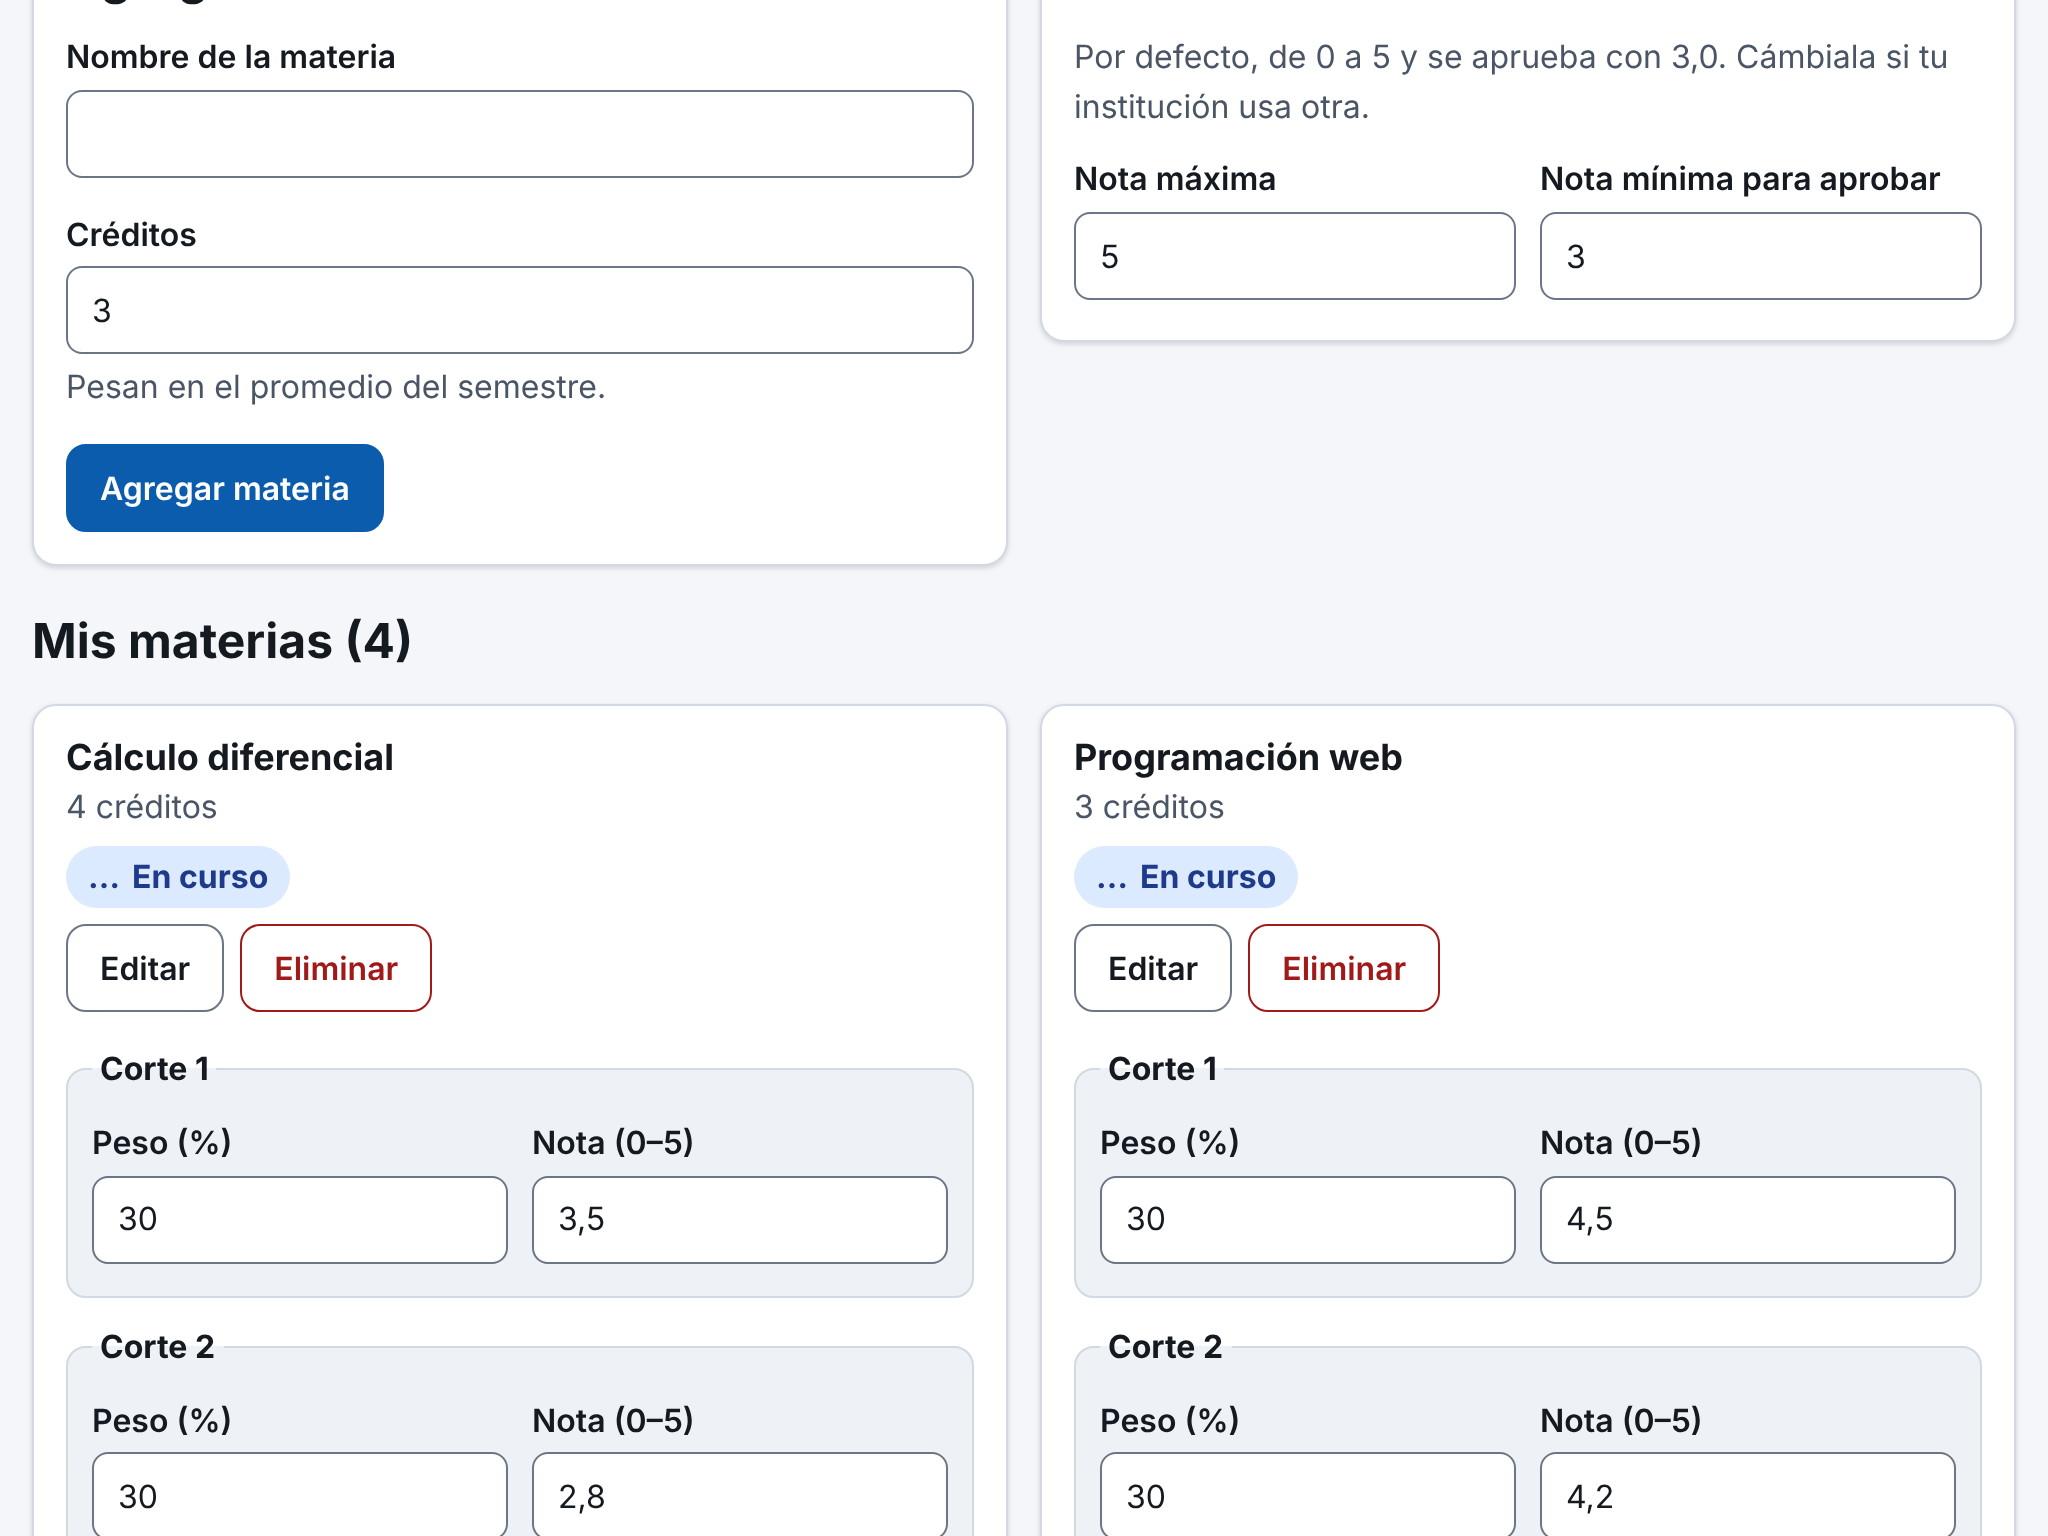 Nombre de la materia
Créditos
3
Pesan en el promedio del semestre.
Agregar materia
Por defecto, de 0 a 5 y se aprueba con 3,0. Cámbiala si tu
institución usa otra.
Nota máxima
Nota mínima para aprobar
5
3
Mis materias (4)
Cálculo diferencial
4 créditos
... En curso
Editar
Eliminar
Corte 1
Peso (%)
Nota (0–5)
30
3,5
Corte 2
Peso (%)
Nota (0–5)
30
2,8
Programación web
3 créditos
... En curso
Editar
Eliminar
Corte 1
Peso (%)
Nota (0–5)
30
4,5
Corte 2
Peso (%)
Nota (0–5)
30
4,2